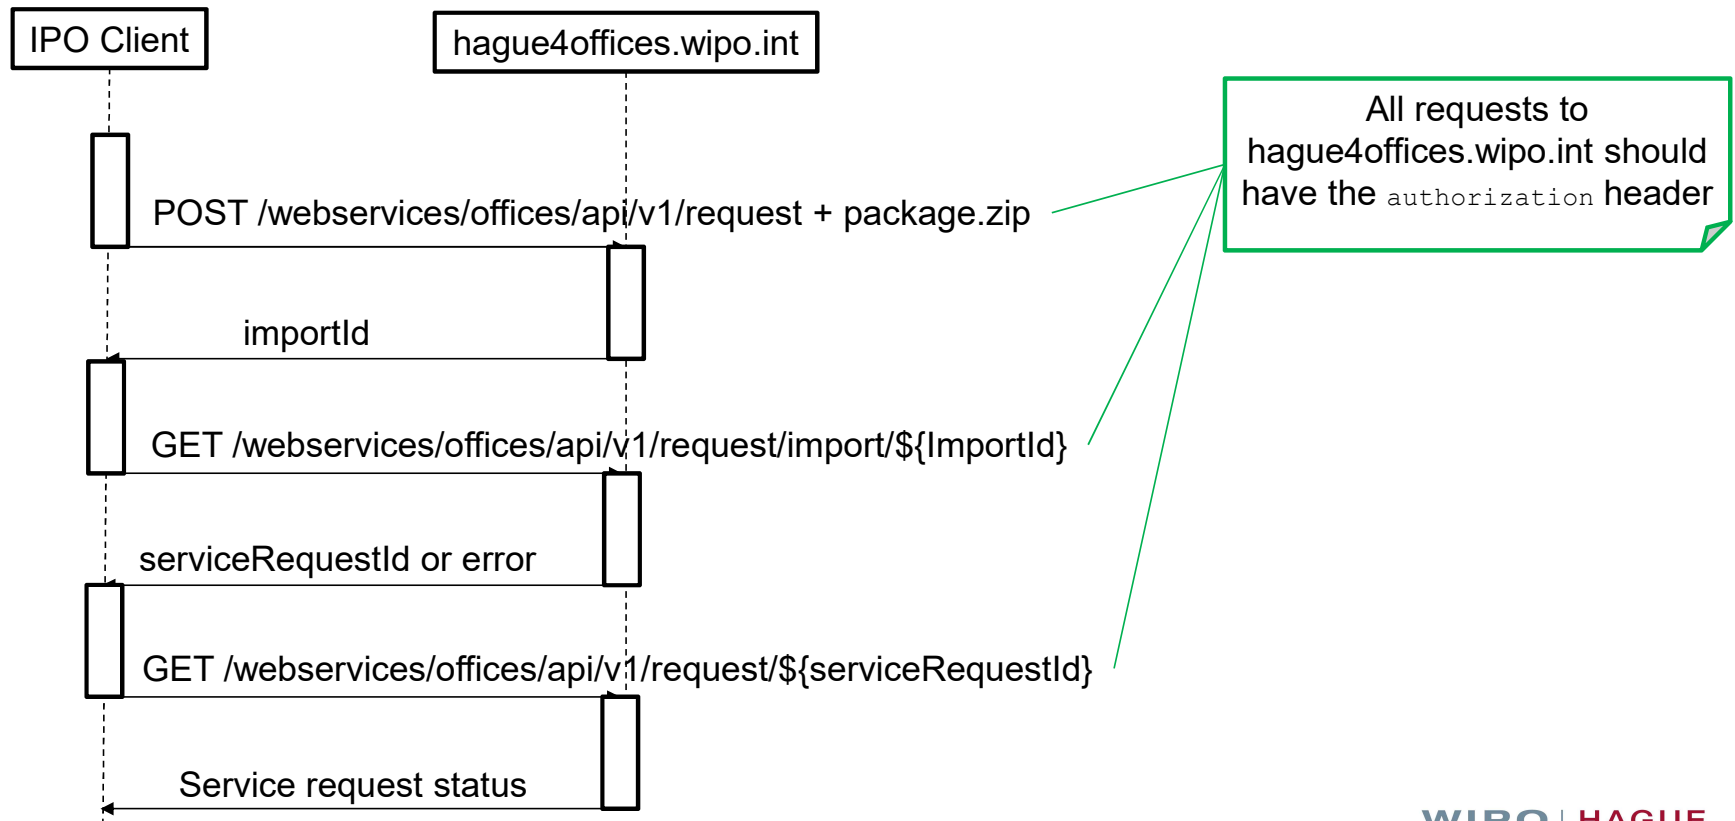 IPO Client
hague4offices.wipo.int
All requests to
hague4offices.wipo.int should
have the authorization header
POST /webservices/offices/api/v1/request + package.zip
importId
GET /webservices/offices/api/v1/request/import/${ImportId}
serviceRequestId or error
GET /webservices/offices/api/v1/request/${serviceRequestId}
Service request status
WIPO | HAGUE